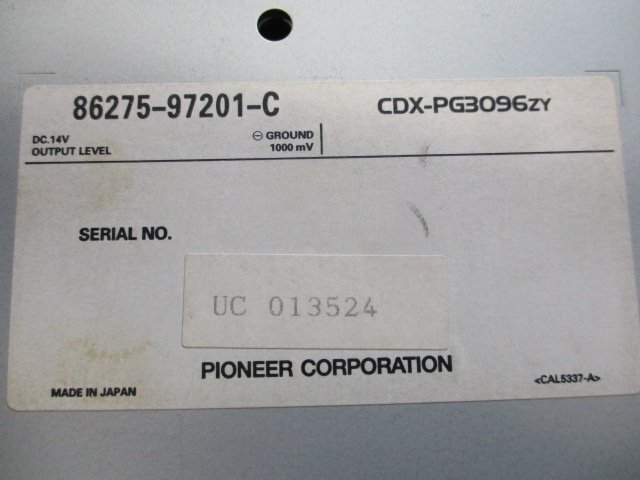 86275-97201-C CDX-PG3096ZY
DC.14V ⊖ GROUND
OUTPUT LEVEL 1000 mV
SERIAL NO.
UC 013524
PIONEER CORPORATION
MADE IN JAPAN <CAL5337-A>